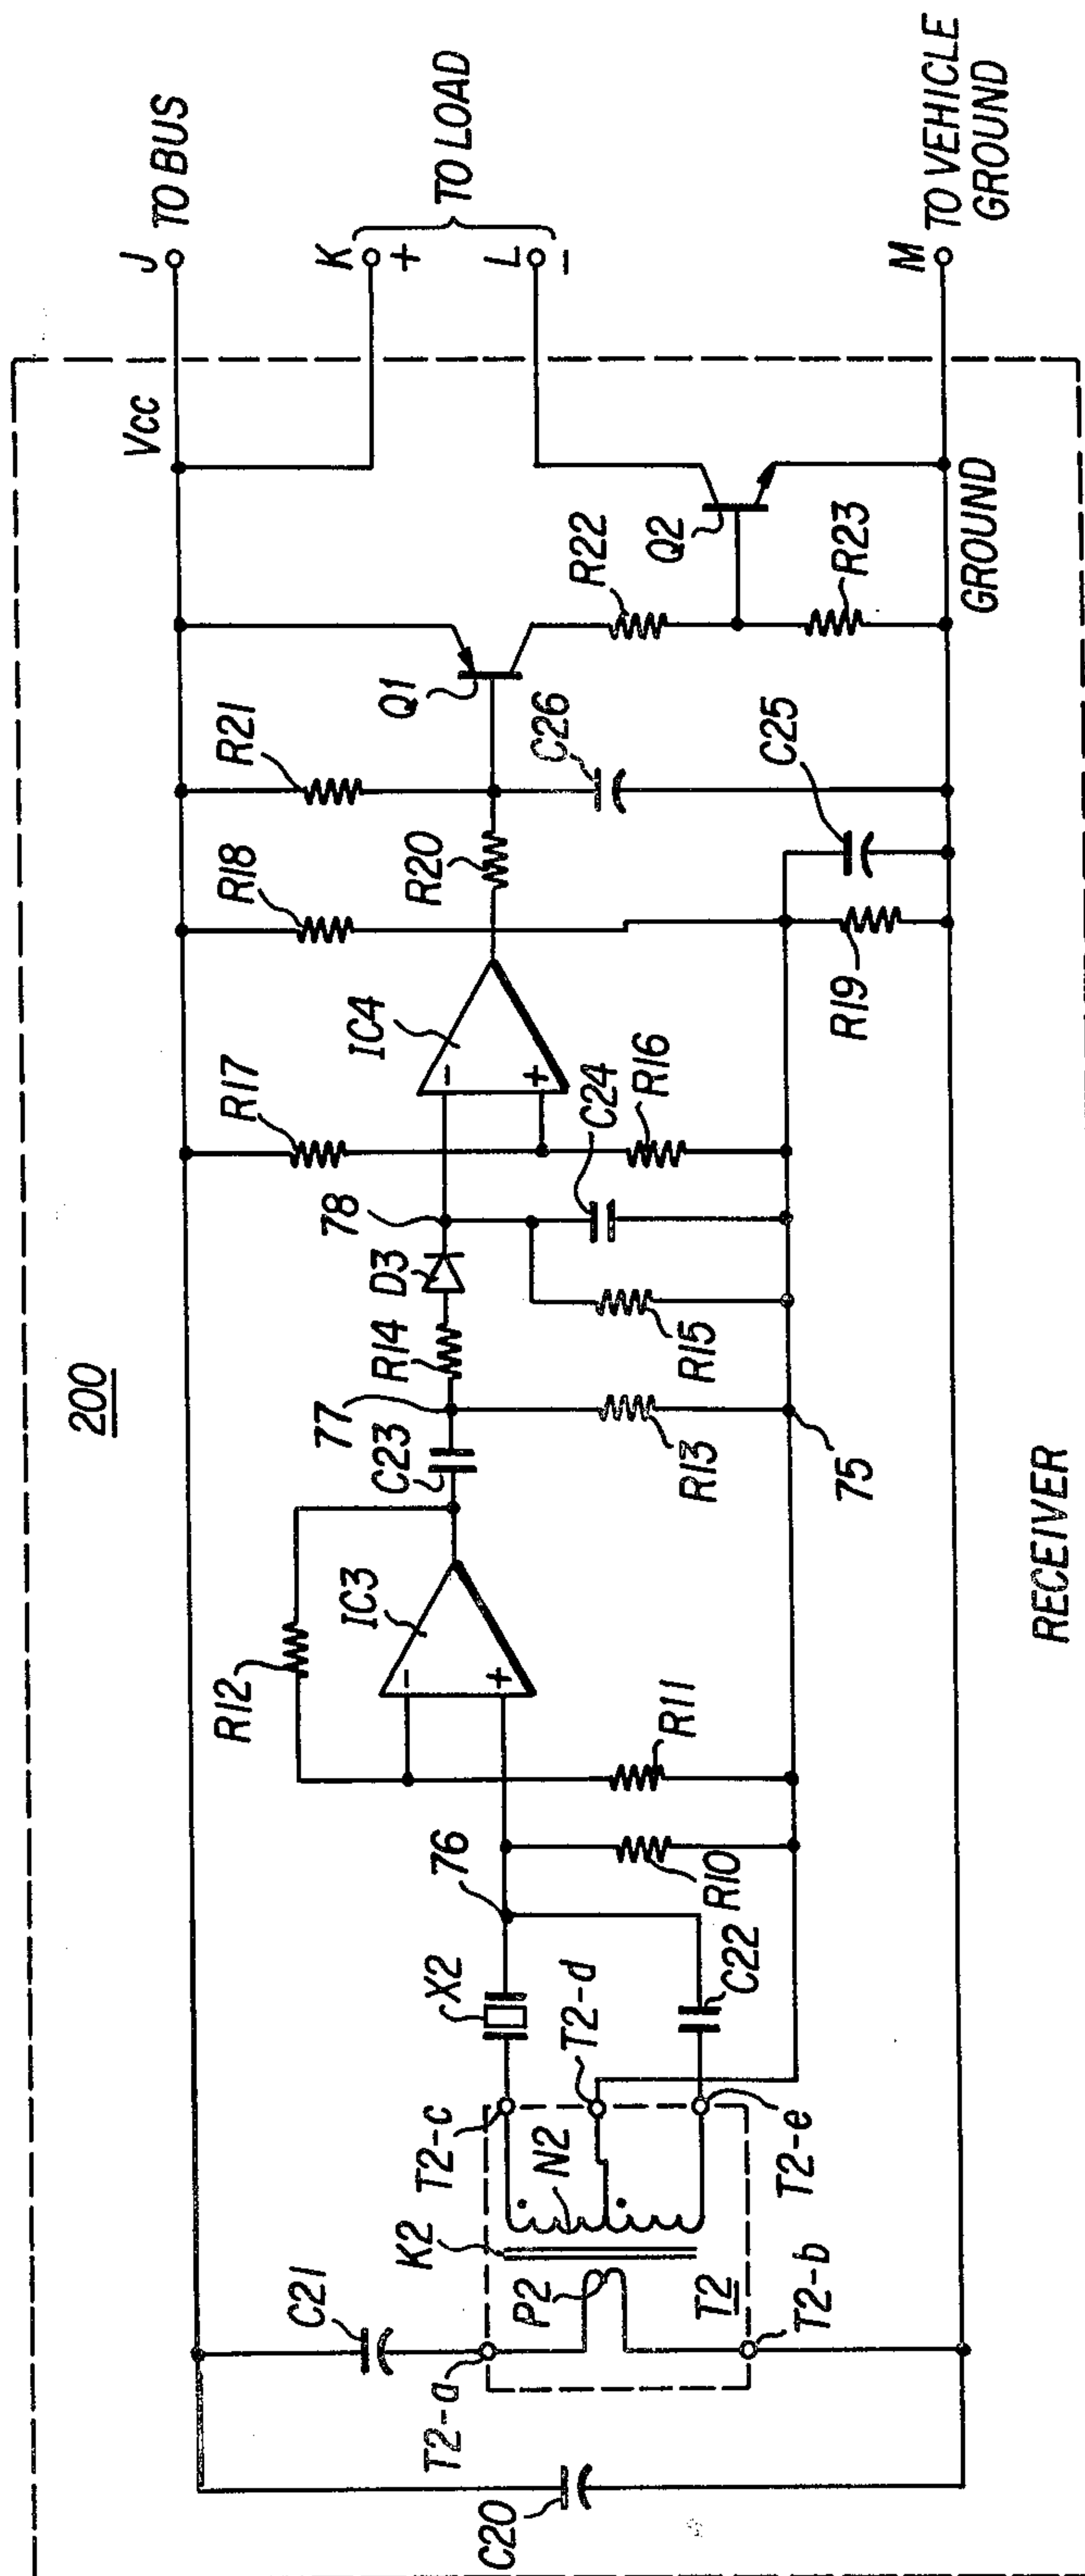 200
Vcc
J
TO BUS
K
+
TO LOAD
L
−
M
TO VEHICLE
GROUND
GROUND
R12
R17
R18
R21
Q1
IC3
−
+
C23
77
R14
D3
78
IC4
−
+
R20
C26
R22
Q2
R23
C20
C21
T2-a
K2
P2
N2
T2
T2-b
T2-c
T2-d
T2-e
X2
76
C22
R10
R11
R13
75
R15
C24
R16
R19
C25
RECEIVER